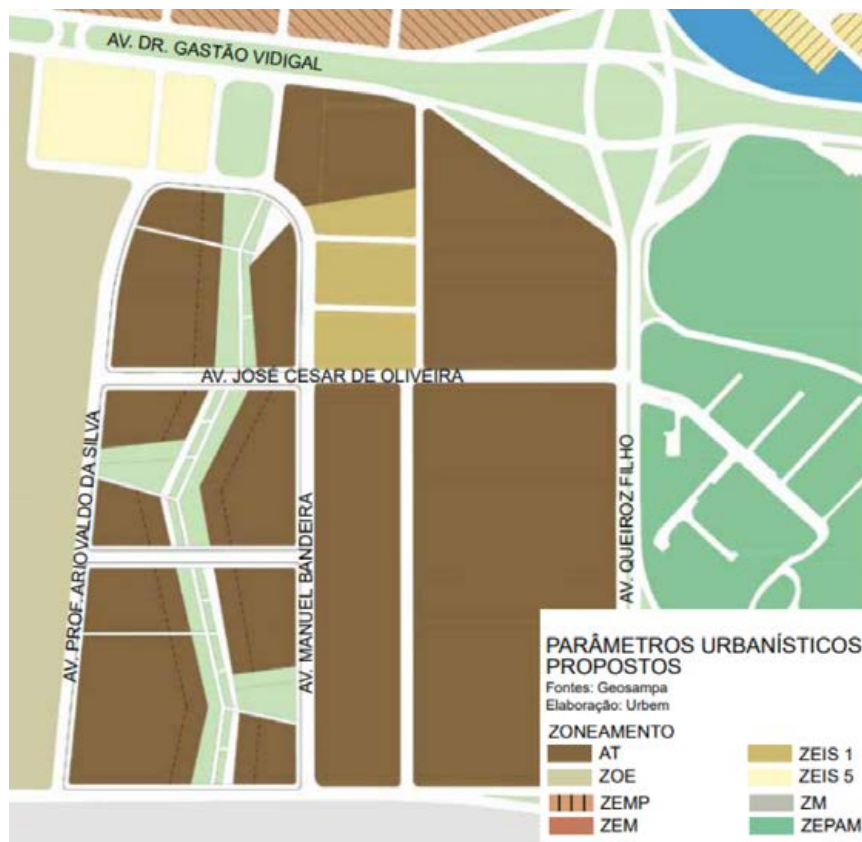 AV. DR. GASTÃO VIDIGAL
AV. JOSÉ CESAR DE OLIVEIRA
AV. PROF. ARIOVALDO DA SILVA
AV. MANUEL BANDEIRA
AV. QUEIROZ FILHO
PARÂMETROS URBANÍSTICOS
PROPOSTOS
Fontes: Geosampa
Elaboração: Urbem
ZONEAMENTO
AT
ZOE
ZEMP
ZEM
ZEIS 1
ZEIS 5
ZM
ZEPAM